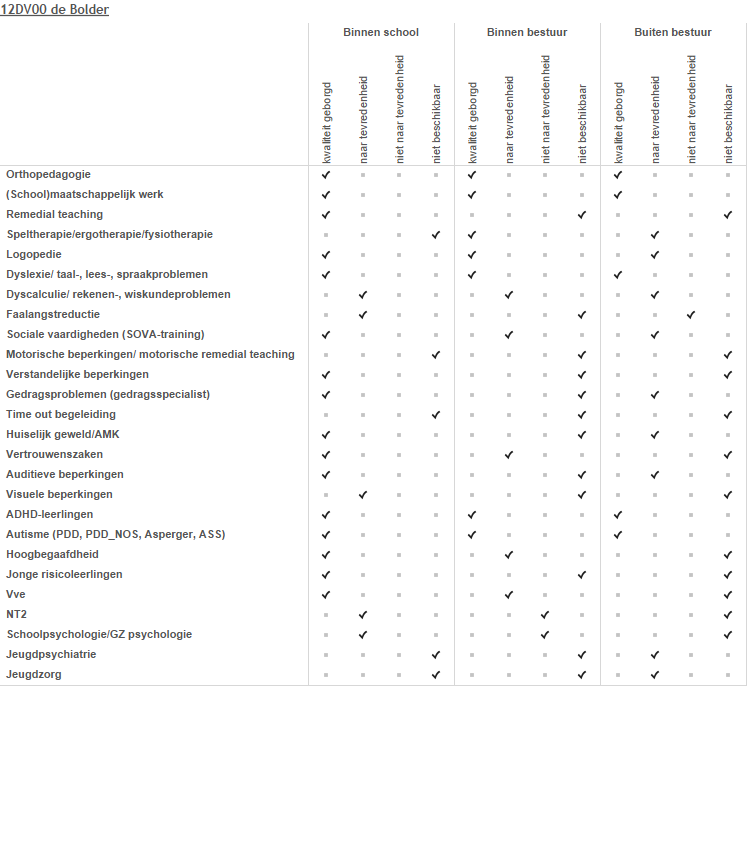 12DV00 de Bolder
Binnen school Binnen bestuur Buiten bestuur
kwaliteit geborgd naar tevredenheid niet naar tevredenheid niet beschikbaar kwaliteit geborgd naar tevredenheid niet naar tevredenheid niet beschikbaar kwaliteit geborgd naar tevredenheid niet naar tevredenheid niet beschikbaar
Orthopedagogie
(School)maatschappelijk werk
Remedial teaching
Speltherapie/ergotherapie/fysiotherapie
Logopedie
Dyslexie/ taal-, lees-, spraakproblemen
Dyscalculie/ rekenen-, wiskundeproblemen
Faalangstreductie
Sociale vaardigheden (SOVA-training)
Motorische beperkingen/ motorische remedial teaching
Verstandelijke beperkingen
Gedragsproblemen (gedragsspecialist)
Time out begeleiding
Huiselijk geweld/AMK
Vertrouwenszaken
Auditieve beperkingen
Visuele beperkingen
ADHD-leerlingen
Autisme (PDD, PDD_NOS, Asperger, ASS)
Hoogbegaafdheid
Jonge risicoleerlingen
Vve
NT2
Schoolpsychologie/GZ psychologie
Jeugdpsychiatrie
Jeugdzorg